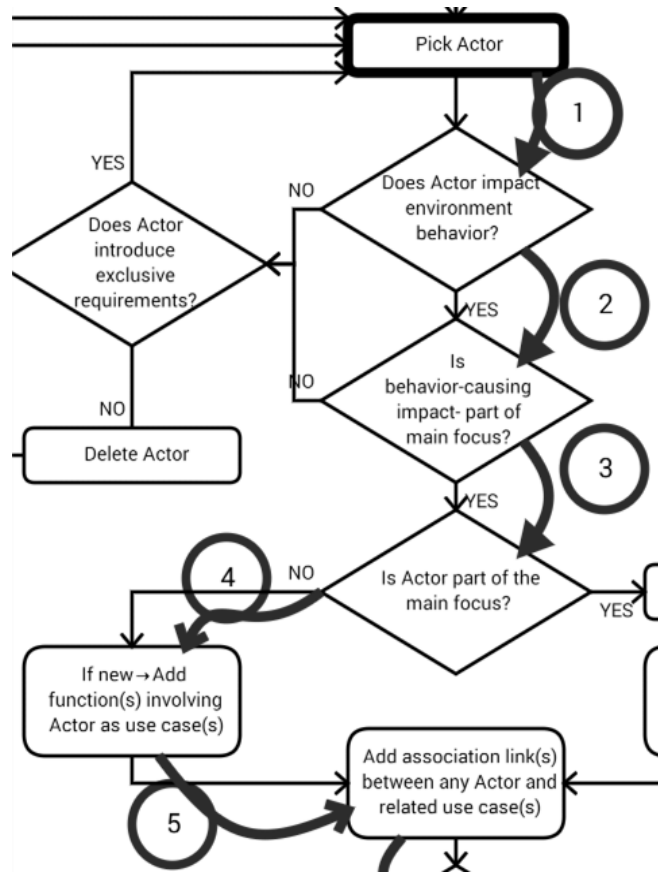 Pick Actor
1
YES
NO
Does Actor impact
environment
behavior?
Does Actor
introduce
exclusive
requirements?
2
YES
Is
behavior-causing
impact- part of
main focus?
NO
NO
Delete Actor
3
YES
4
NO
Is Actor part of the
main focus?
YES
If new→Add
function(s) involving
Actor as use case(s)
Add association link(s)
between any Actor and
related use case(s)
5